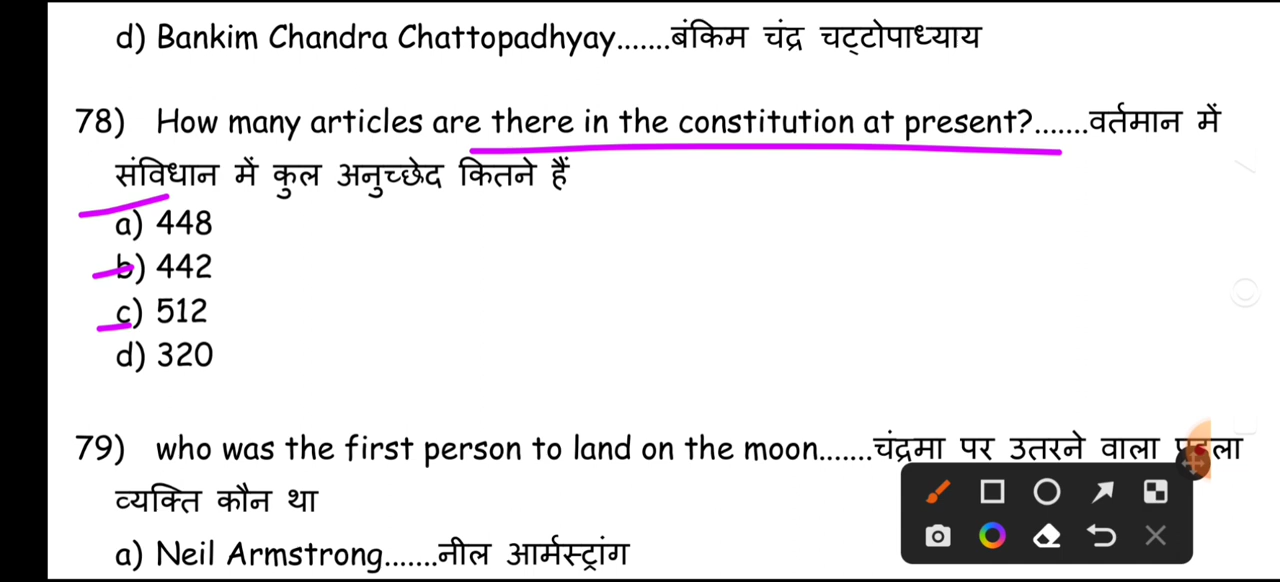 d) Bankim Chandra Chattopadhyay.......बंकिम चंद्र चट्टोपाध्याय
78) How many articles are there in the constitution at present?.......वर्तमान में
संविधान में कुल अनुच्छेद कितने हैं
a) 448
b) 442
c) 512
d) 320
79) who was the first person to land on the moon.......चंद्रमा पर उतरने वाला
व्यक्ति कौन था
a) Neil Armstrong.......नील आर्मस्ट्रांग